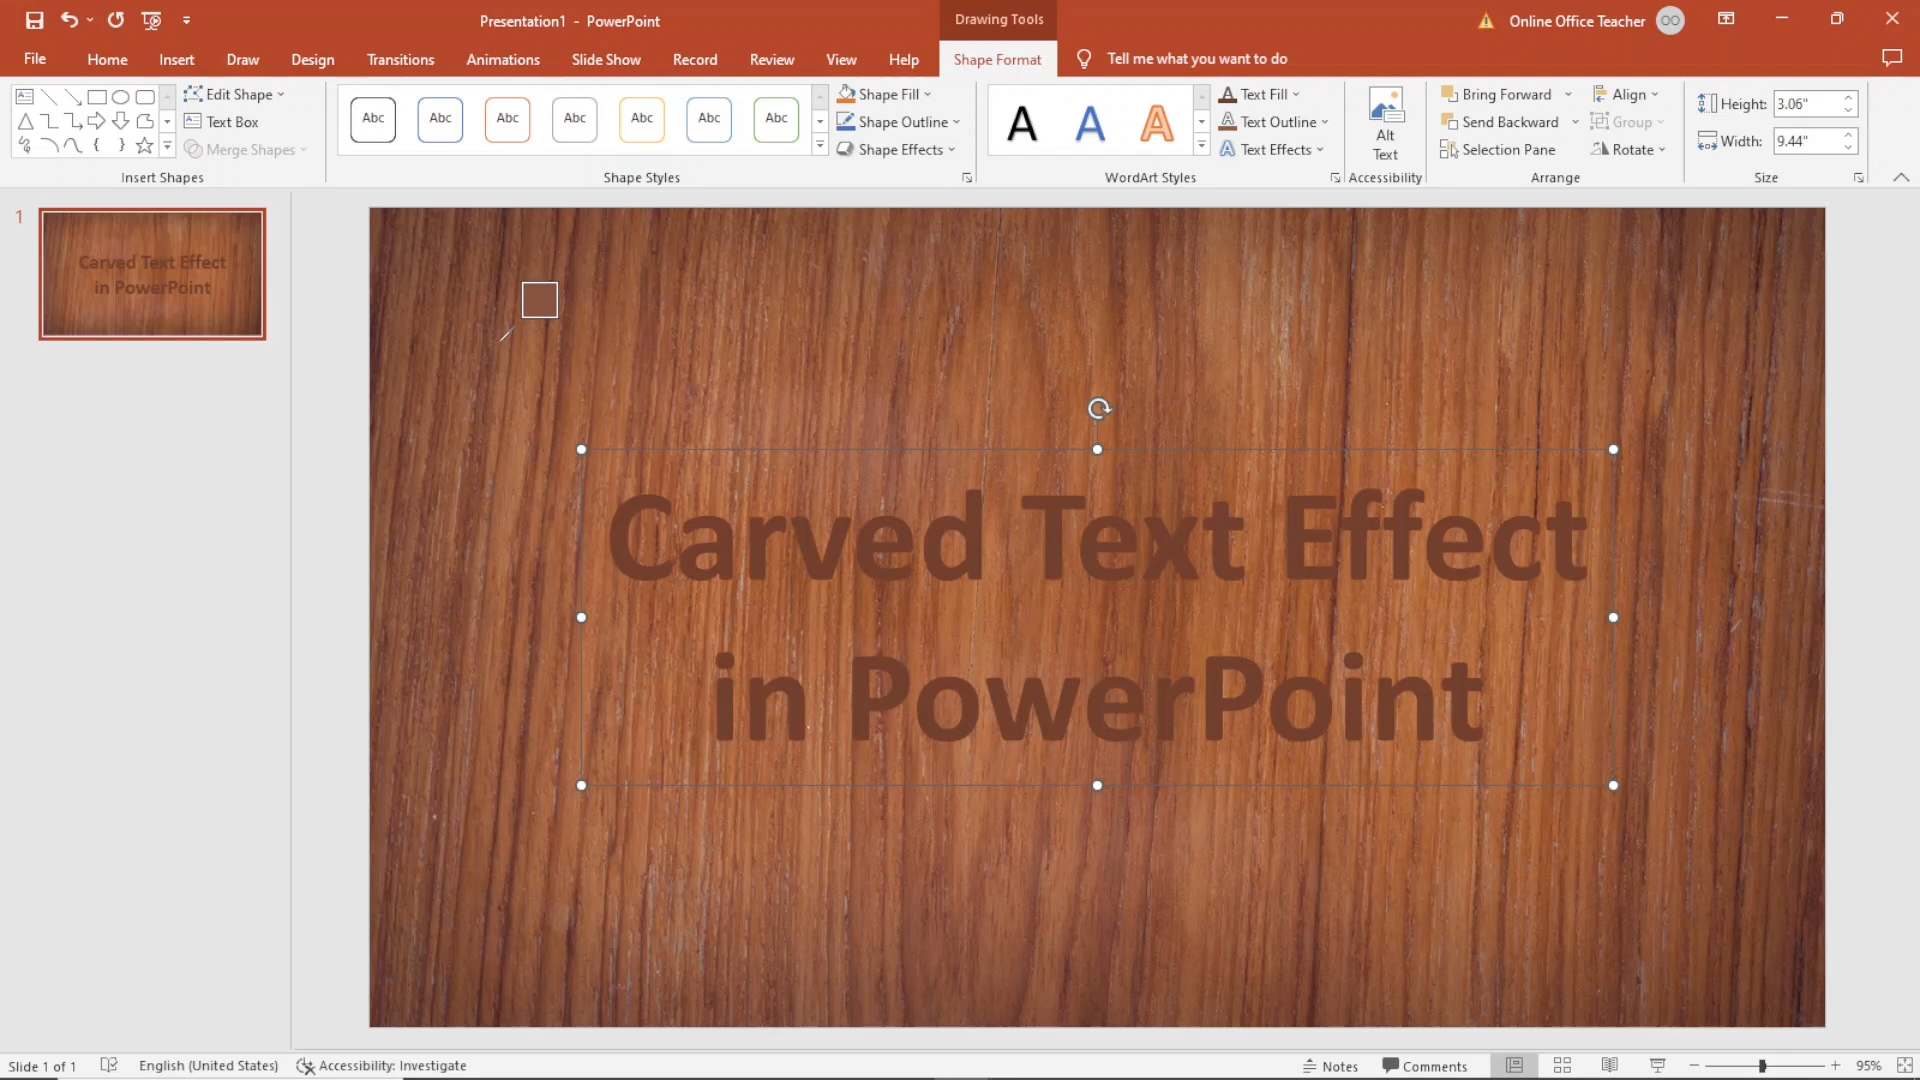 Presentation1 - PowerPoint
Drawing Tools
Online Office Teacher OO
File Home Insert Draw Design Transitions Animations Slide Show Record Review View Help Shape Format Tell me what you want to do
Edit Shape
Text Box
Merge Shapes
Insert Shapes
Abc Abc Abc Abc Abc Abc Abc
Shape Fill
Shape Outline
Shape Effects
Shape Styles
A A A
Text Fill
Text Outline
Text Effects
WordArt Styles
Alt
Text
Accessibility
Bring Forward
Send Backward
Selection Pane
Align
Group
Rotate
Arrange
Height: 3.06"
Width: 9.44"
Size
1
Carved Text Effect
in PowerPoint
Carved Text Effect
in PowerPoint
Slide 1 of 1 English (United States) Accessibility: Investigate Notes Comments 95%